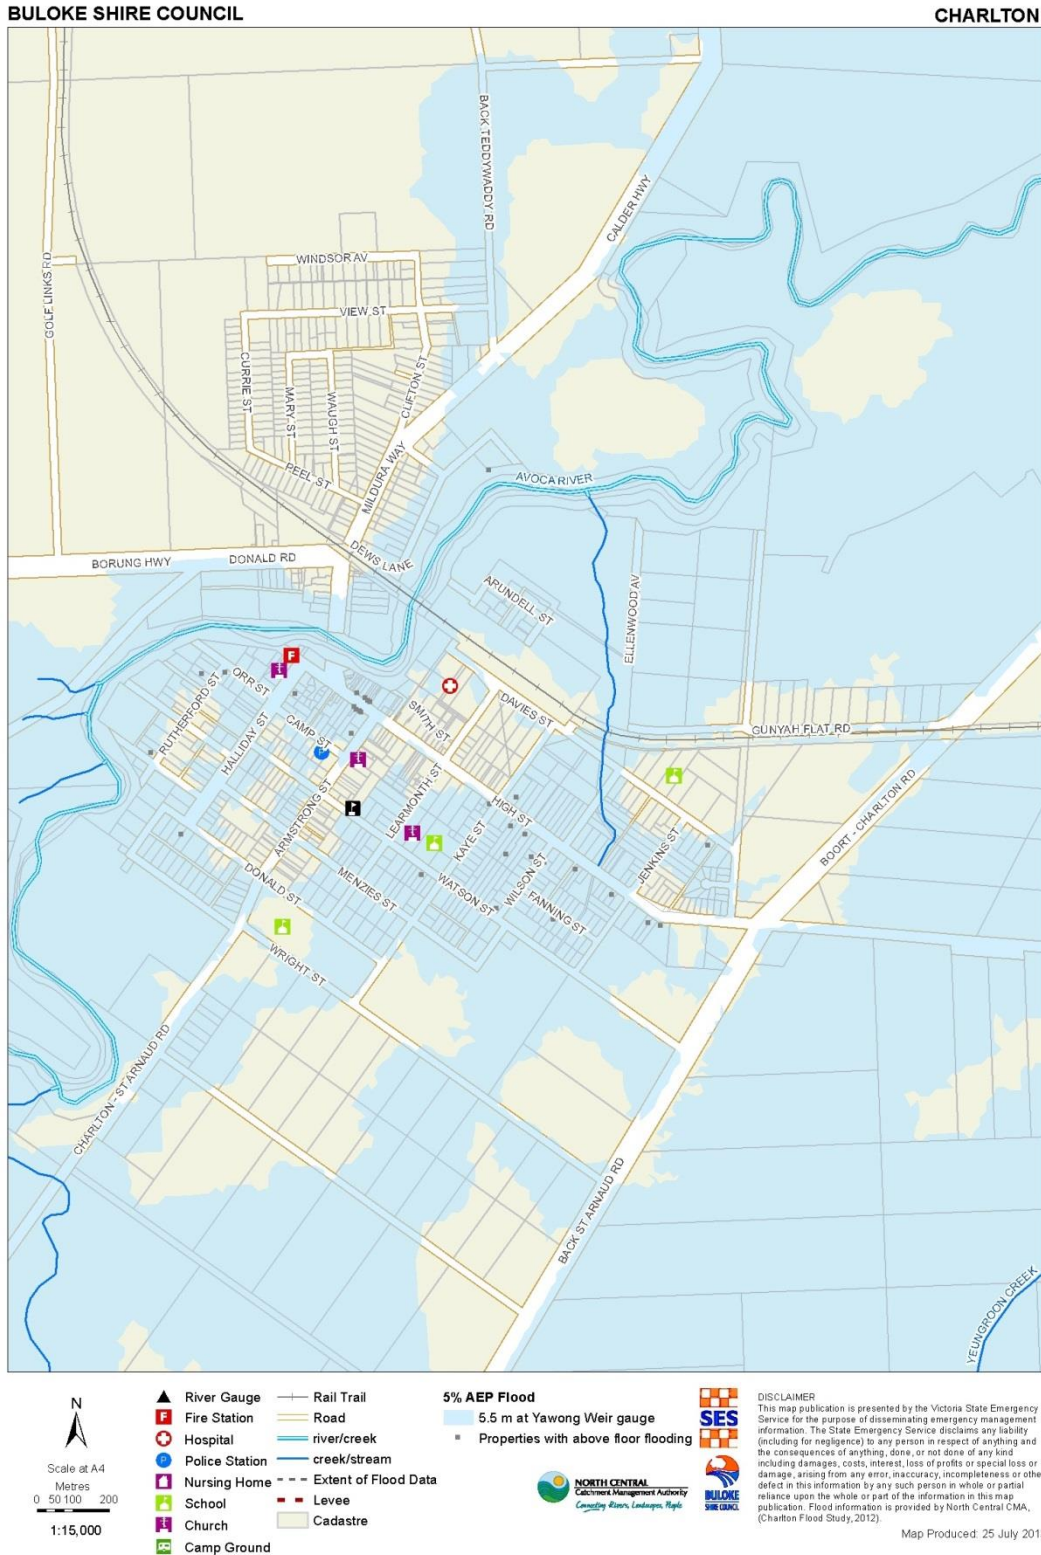 BULOKE SHIRE COUNCIL
CHARLTON
BACK TEDDYWADDY RD
CALDER HWY
GOLF LINKS RD
WINDSOR AV
VIEW ST
CURRIE ST
MARY ST
WAUGH ST
CLIFTON ST
PEEL ST
MILDURA WAY
AVOCA RIVER
BORUNG HWY
DONALD RD
DEWS LANE
ARUNDELL ST
ELLENWOOD AV
RUTHERFORD ST
ORR ST
HALLIDAY ST
CAMP ST
SMITH ST
DAVIES ST
GUNYAH FLAT RD
ARMSTRONG ST
LEARMONTH ST
HIGH ST
KAYE ST
WILSON ST
JENKINS ST
BOORT - CHARLTON RD
DONALD ST
MENZIES ST
WATSON ST
FANNING ST
WRIGHT ST
CHARLTON - ST ARNAUD RD
BACK ST ARNAUD RD
YEUNGROON CREEK
F
P
N
Scale at A4
Metres
0 50 100 200
1:15,000
River Gauge
F
Fire Station
Hospital
P
Police Station
Nursing Home
School
Church
Camp Ground
Rail Trail
Road
river/creek
creek/stream
Extent of Flood Data
Levee
Cadastre
5% AEP Flood
5.5 m at Yawong Weir gauge
Properties with above floor flooding
NORTH CENTRAL
Catchment Management Authority
Connecting Rivers, Landscapes, People
SES
BULOKE
SHIRE COUNCIL
DISCLAIMER
This map publication is presented by the Victoria State Emergency
Service for the purpose of disseminating emergency management
information. The State Emergency Service disclaims any liability
(including for negligence) to any person in respect of anything and
the consequences of anything, done, or not done of any kind
including damages, costs, interest, loss of profits or special loss or
damage, arising from any error, inaccuracy, incompleteness or othe
defect in this information by any such person in whole or partial
reliance upon the whole or part of the information in this map
publication. Flood information is provided by North Central CMA,
(Charlton Flood Study, 2012).
Map Produced: 25 July 201